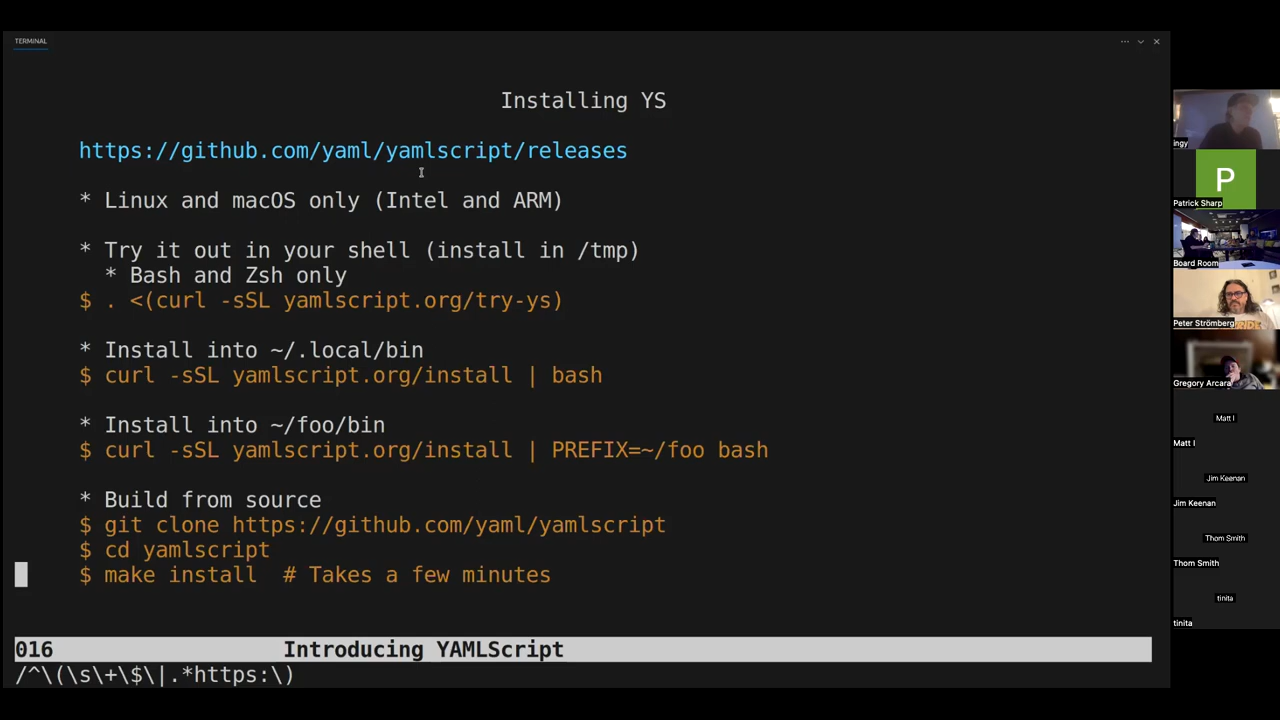 TERMINAL
Installing YS
https://github.com/yaml/yamlscript/releases
* Linux and macOS only (Intel and ARM)
* Try it out in your shell (install in /tmp)
* Bash and Zsh only
$ . <(curl -sSL yamlscript.org/try-ys)
* Install into ~/.local/bin
$ curl -sSL yamlscript.org/install | bash
* Install into ~/foo/bin
$ curl -sSL yamlscript.org/install | PREFIX=~/foo bash
* Build from source
$ git clone https://github.com/yaml/yamlscript
$ cd yamlscript
$ make install # Takes a few minutes
016 Introducing YAMLScript
/^\(\s\+\$\|.*https:\)
ingy
P
Patrick Sharp
Board Room
Peter Strömberg
Gregory Arcara
Matt I
Matt I
Jim Keenan
Jim Keenan
Thom Smith
Thom Smith
tinita
tinita